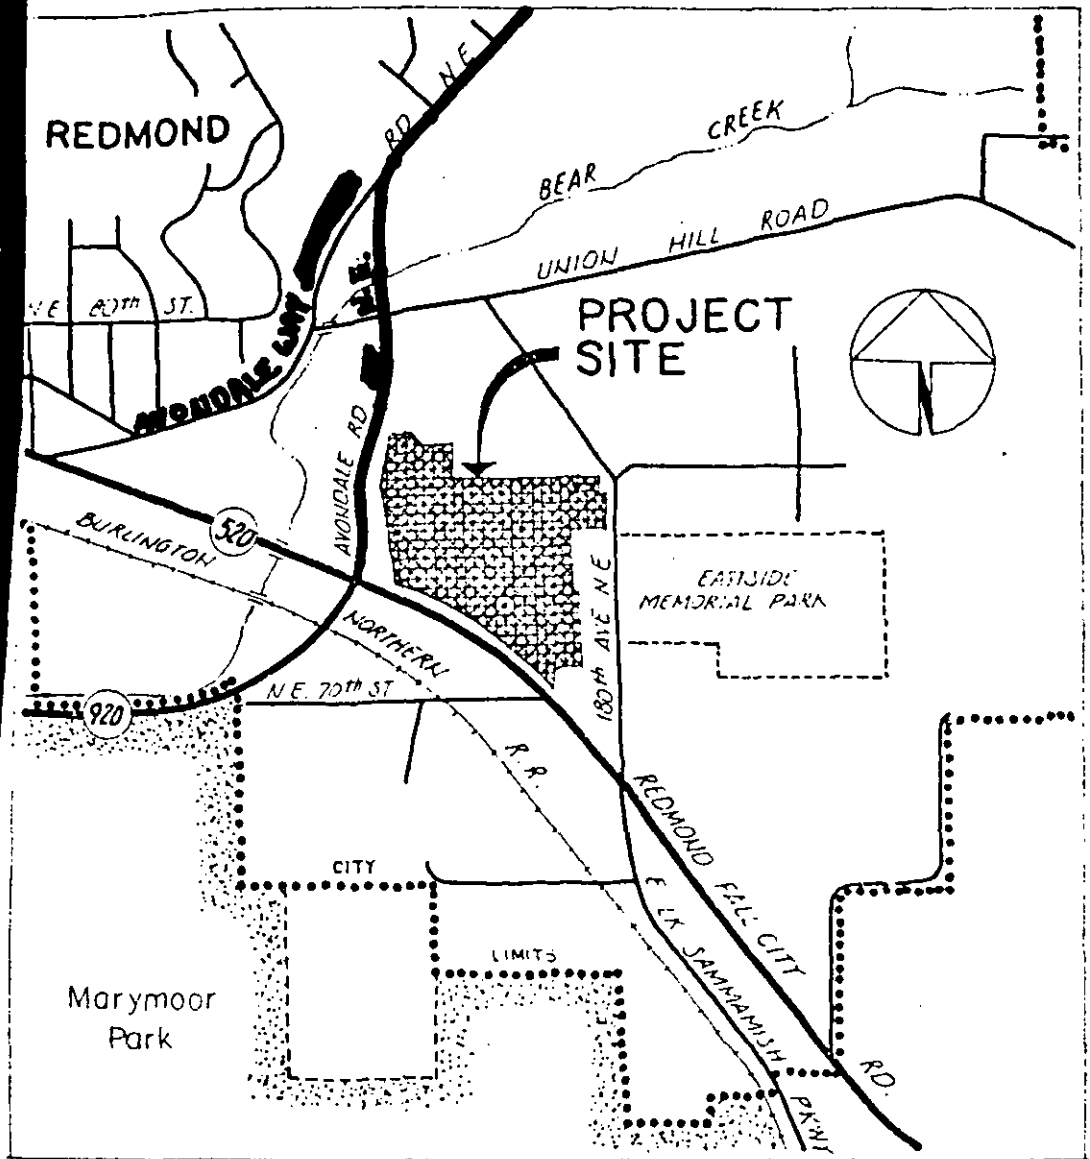 REDMOND
RD N E
BEAR CREEK
UNION HILL ROAD
N.E.
N E 80TH ST.
AVONDALE WAY
PROJECT
SITE
AVONDALE RD
520
BURLINGTON NORTHERN R. R.
EASTSIDE
MEMORIAL PARK
180th AVE N E
N.E. 70th ST
920
REDMOND FALL CITY RD.
CITY LIMITS
E LK SAMMAMISH PKWY
Marymoor
Park